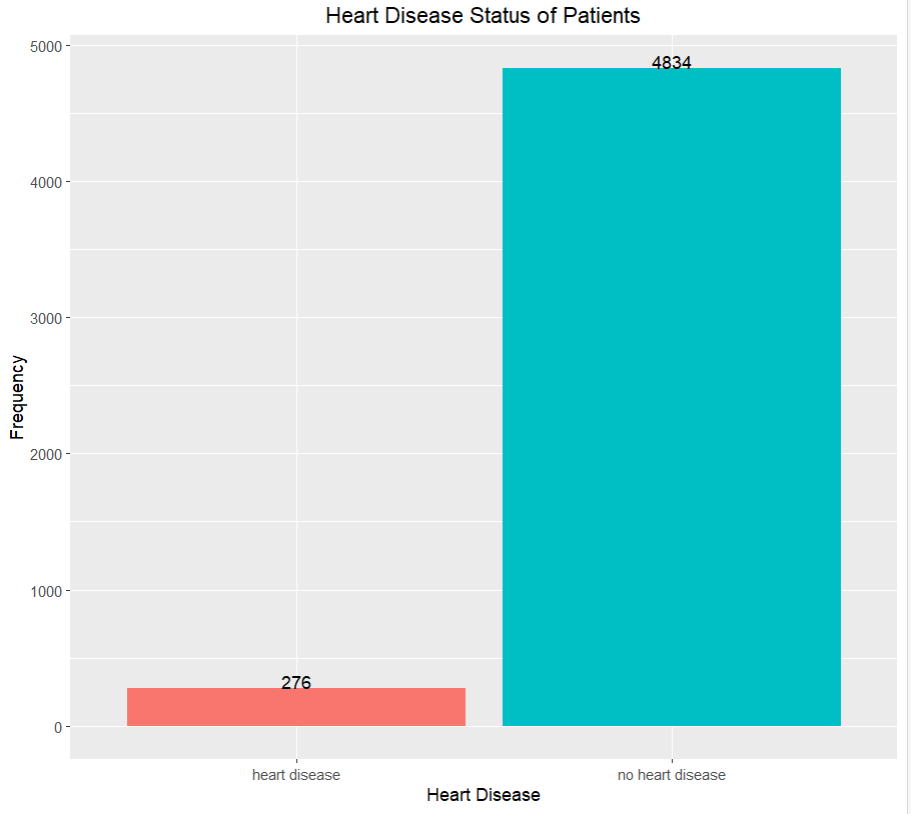 Heart Disease Status of Patients
5000
4834
4000
3000
Frequency
2000
1000
276
0
heart disease no heart disease
Heart Disease